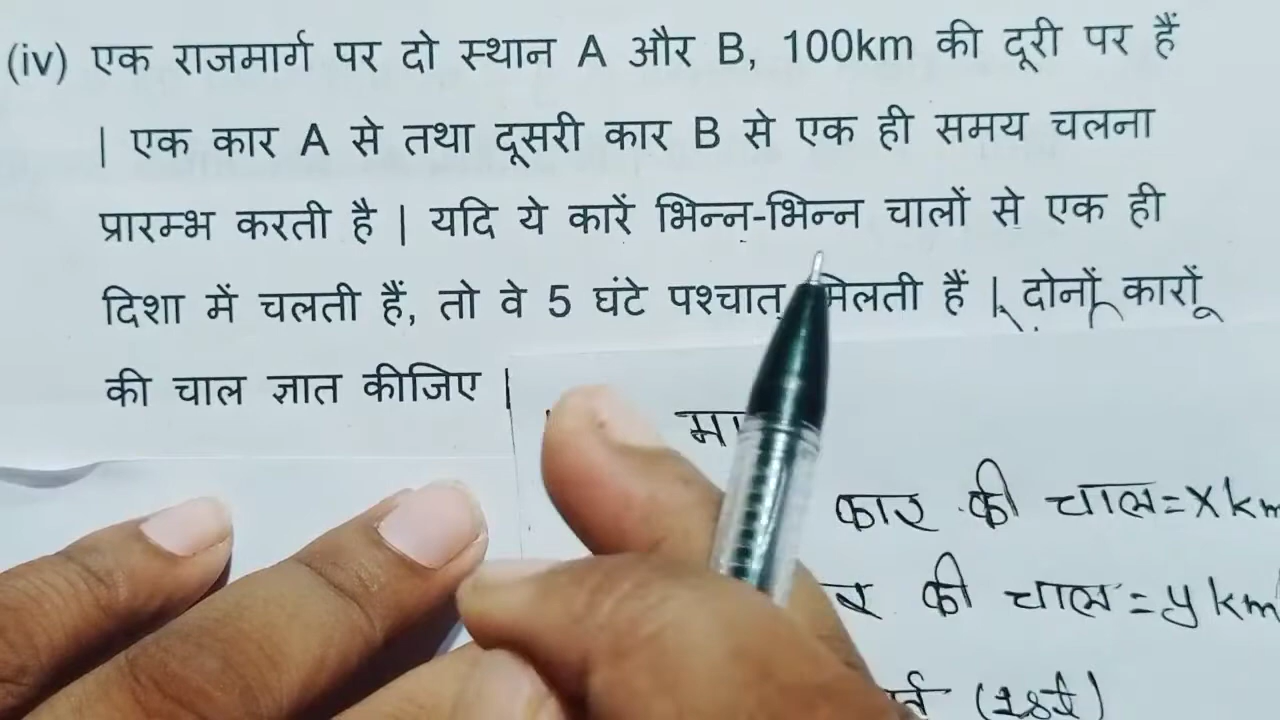 (iv) एक राजमार्ग पर दो स्थान A और B, 100km की दूरी पर हैं
| एक कार A से तथा दूसरी कार B से एक ही समय चलना
प्रारम्भ करती है | यदि ये कारें भिन्न-भिन्न चालों से एक ही
दिशा में चलती हैं, तो वे 5 घंटे पश्चात् मिलती हैं | दोनों कारों
की चाल ज्ञात कीजिए |
कार की चाल = x km
की चाल = y km
(1st)